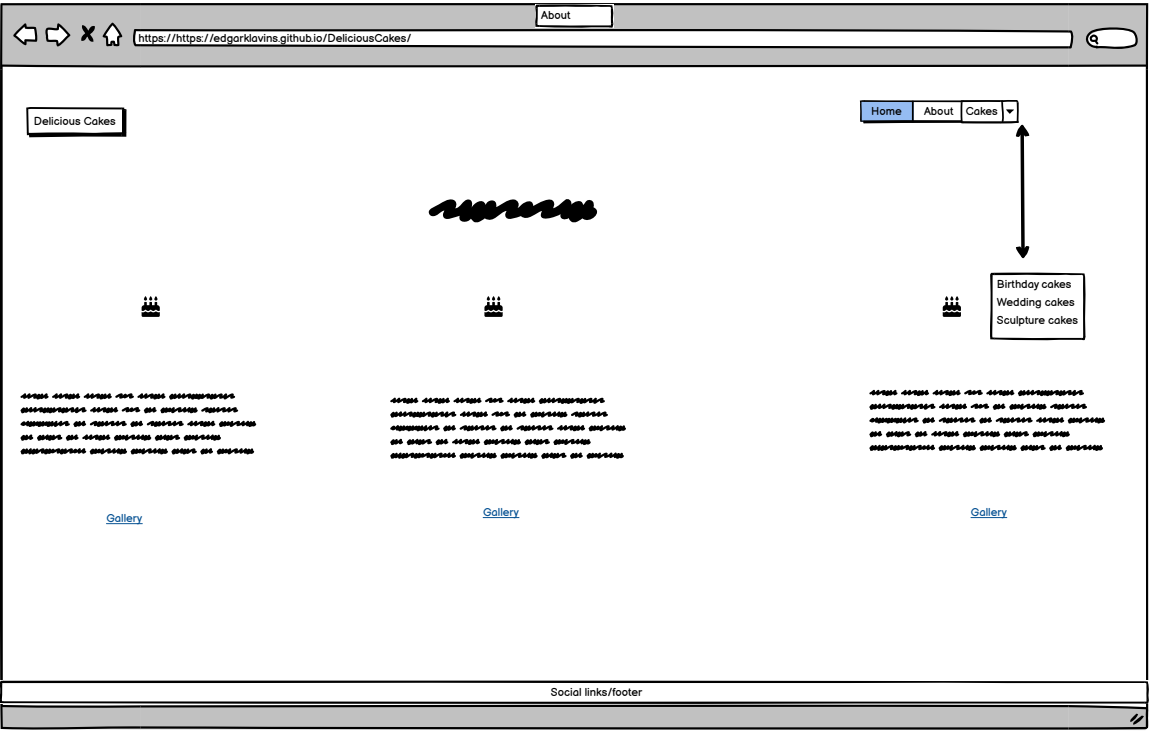 About
https://https://edgarklavins.github.io/DeliciousCakes/
Delicious Cakes
Home About Cakes
Birthday cakes
Wedding cakes
Sculpture cakes
Gallery
Gallery
Gallery
Social links/footer